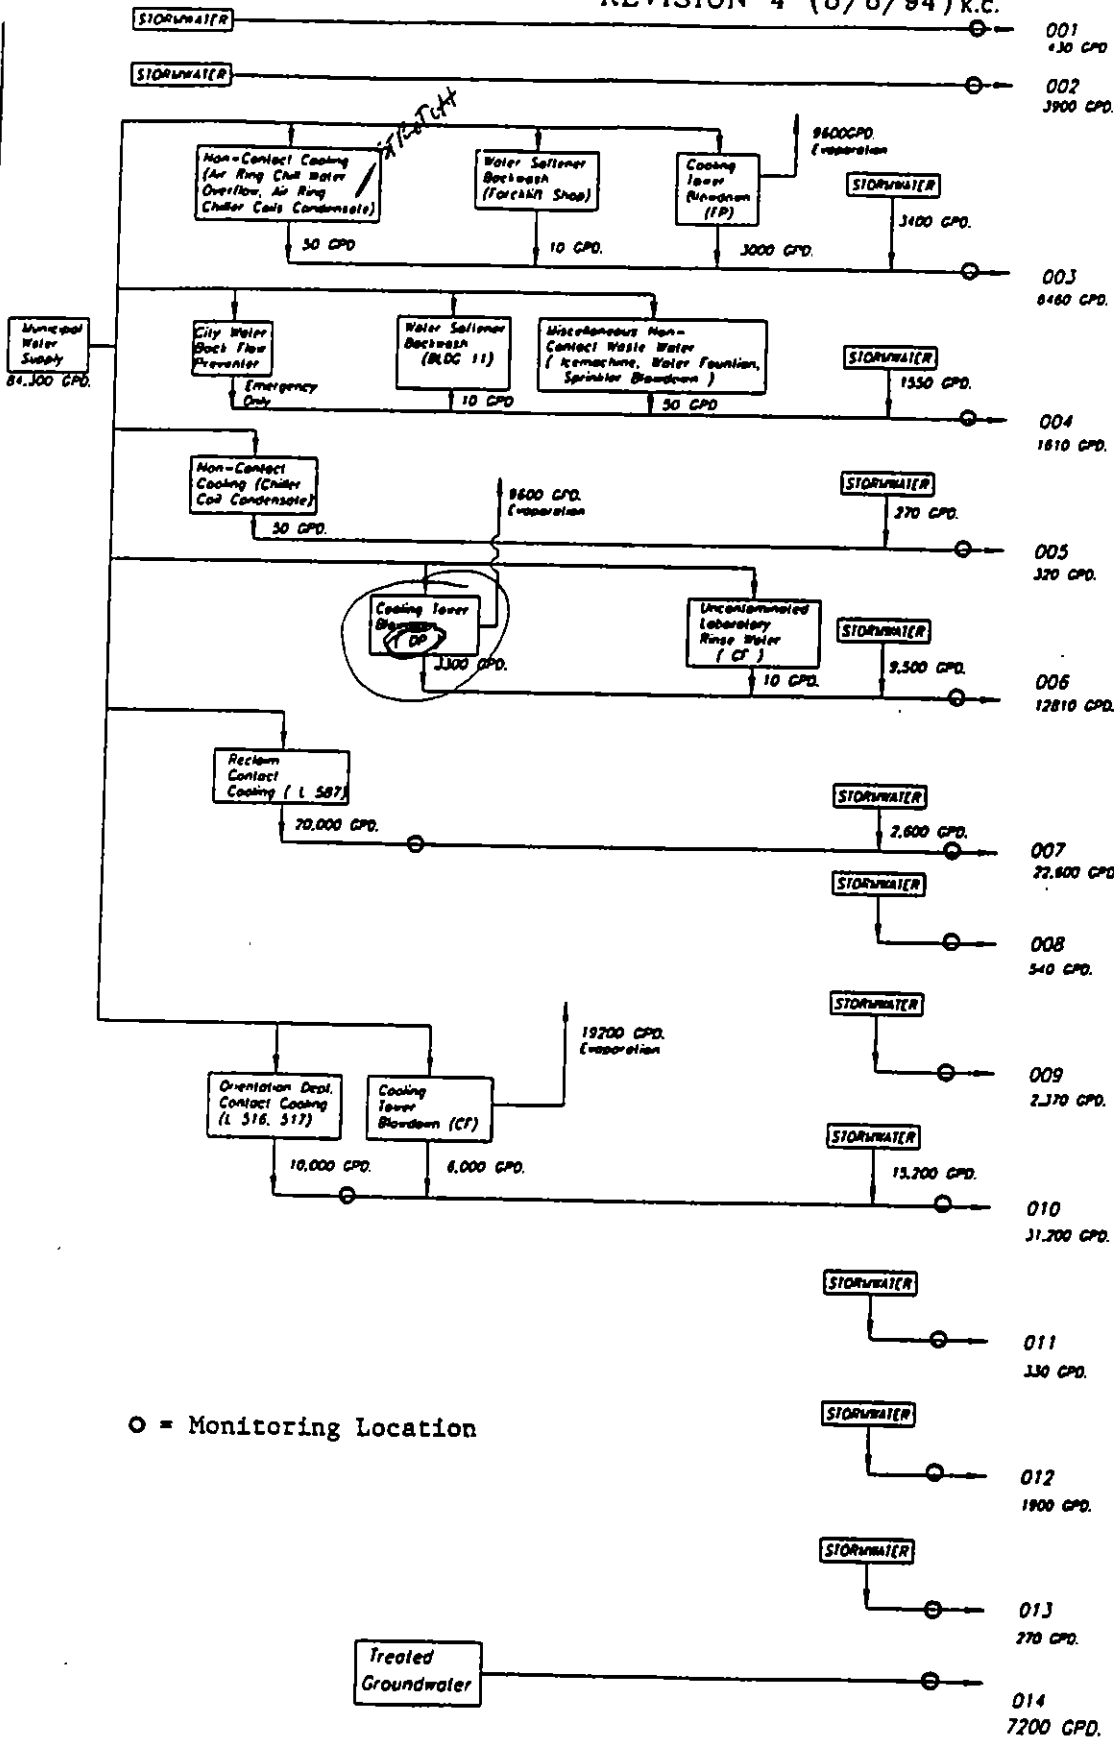 REVISION 4 (8/8/94) K.C.
STORMWATER
001
430 GPD
STORMWATER
002
3900 GPD.
Non-Contact Cooling
(Air Ring Chill Water
Overflow, Air Ring
Chiller Coils Condensate)
50 GPD
Water Softener
Backwash
(Forcklift Shop)
10 GPD.
Cooling
Tower
Blowdown
(FP)
3000 GPD.
9600GPD.
Evaporation
STORMWATER
3400 GPD.
003
6460 GPD.
Municipal
Water
Supply
84,300 GPD.
City Water
Back Flow
Preventer
Emergency
Only
Water Softener
Backwash
(BLDG 11)
10 GPD
Miscellaneous Non-
Contact Waste Water
( Icemachine, Water Fountian,
Sprinkler Blowdown )
50 GPD
STORMWATER
1550 GPD.
004
1610 GPD.
Non-Contact
Cooling (Chiller
Coil Condensate)
50 GPD.
9600 GPD.
Evaporation
STORMWATER
270 GPD.
005
320 GPD.
Cooling Tower
Blowdown
( DP )
3300 GPD.
Uncontaminated
Laboratory
Rinse Water
( CF )
10 GPD.
STORMWATER
9,500 GPD.
006
12810 GPD.
Reclaim
Contact
Cooling ( L 587)
20,000 GPD.
STORMWATER
2,600 GPD.
007
22,600 GPD
STORMWATER
008
540 GPD.
STORMWATER
009
2,370 GPD.
19200 GPD.
Evaporation
Orientation Dept.
Contact Cooling
(L 516, 517)
10,000 GPD.
Cooling
Tower
Blowdown (CF)
6,000 GPD.
STORMWATER
15,200 GPD.
010
31,200 GPD.
STORMWATER
011
330 GPD.
O = Monitoring Location
STORMWATER
012
1900 GPD.
STORMWATER
013
270 GPD.
Treated
Groundwater
014
7200 GPD.